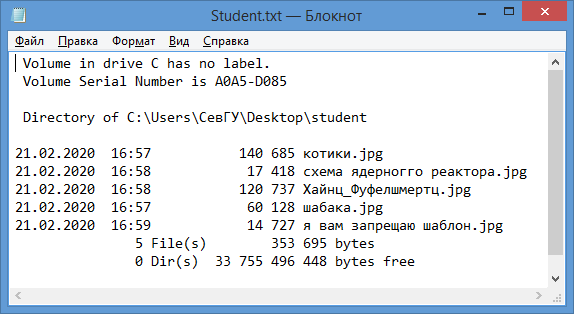 Student.txt — Блокнот
Файл Правка Формат Вид Справка
Volume in drive C has no label.
Volume Serial Number is A0A5-D085
Directory of C:\Users\СевГУ\Desktop\student
21.02.2020 16:57 140 685 котики.jpg
21.02.2020 16:58 17 418 схема ядерногго реактора.jpg
21.02.2020 16:58 120 737 Хайнц_Фуфелшмертц.jpg
21.02.2020 16:57 60 128 шабака.jpg
21.02.2020 16:59 14 727 я вам запрещаю шаблон.jpg
5 File(s) 353 695 bytes
0 Dir(s) 33 755 496 448 bytes free